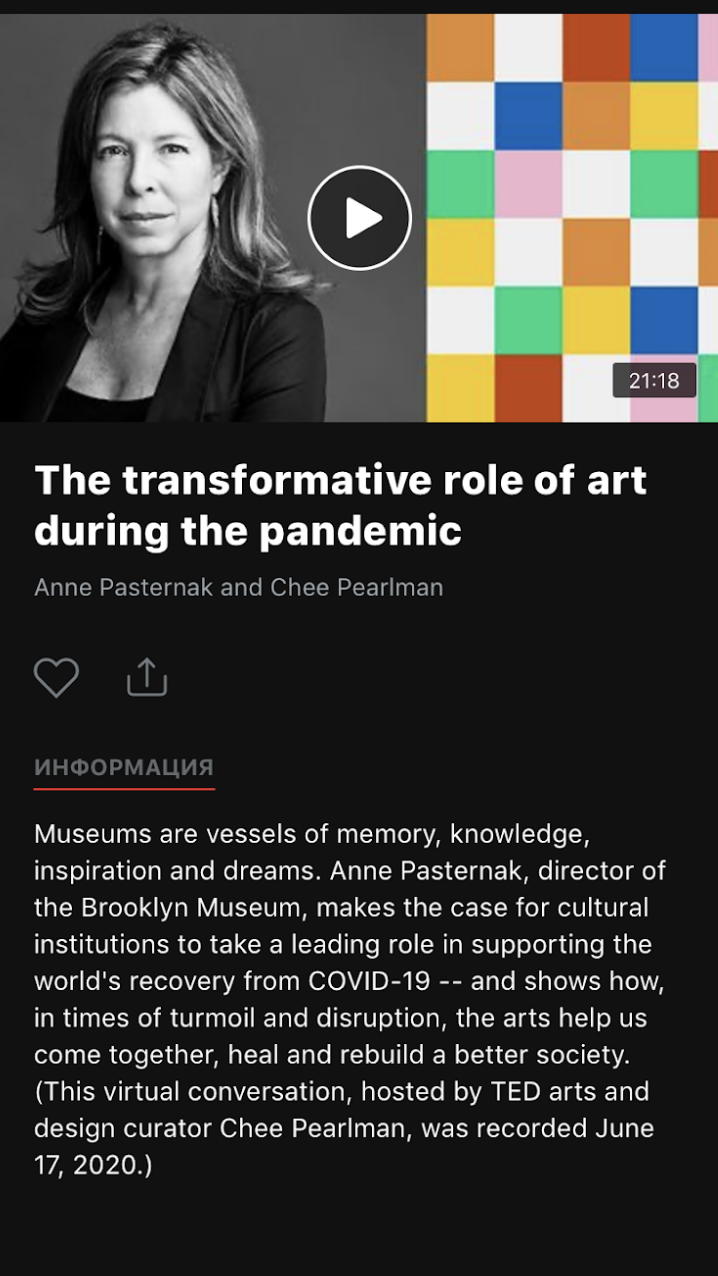 21:18
The transformative role of art
during the pandemic
Anne Pasternak and Chee Pearlman
ИНФОРМАЦИЯ
Museums are vessels of memory, knowledge,
inspiration and dreams. Anne Pasternak, director of
the Brooklyn Museum, makes the case for cultural
institutions to take a leading role in supporting the
world's recovery from COVID-19 -- and shows how,
in times of turmoil and disruption, the arts help us
come together, heal and rebuild a better society.
(This virtual conversation, hosted by TED arts and
design curator Chee Pearlman, was recorded June
17, 2020.)